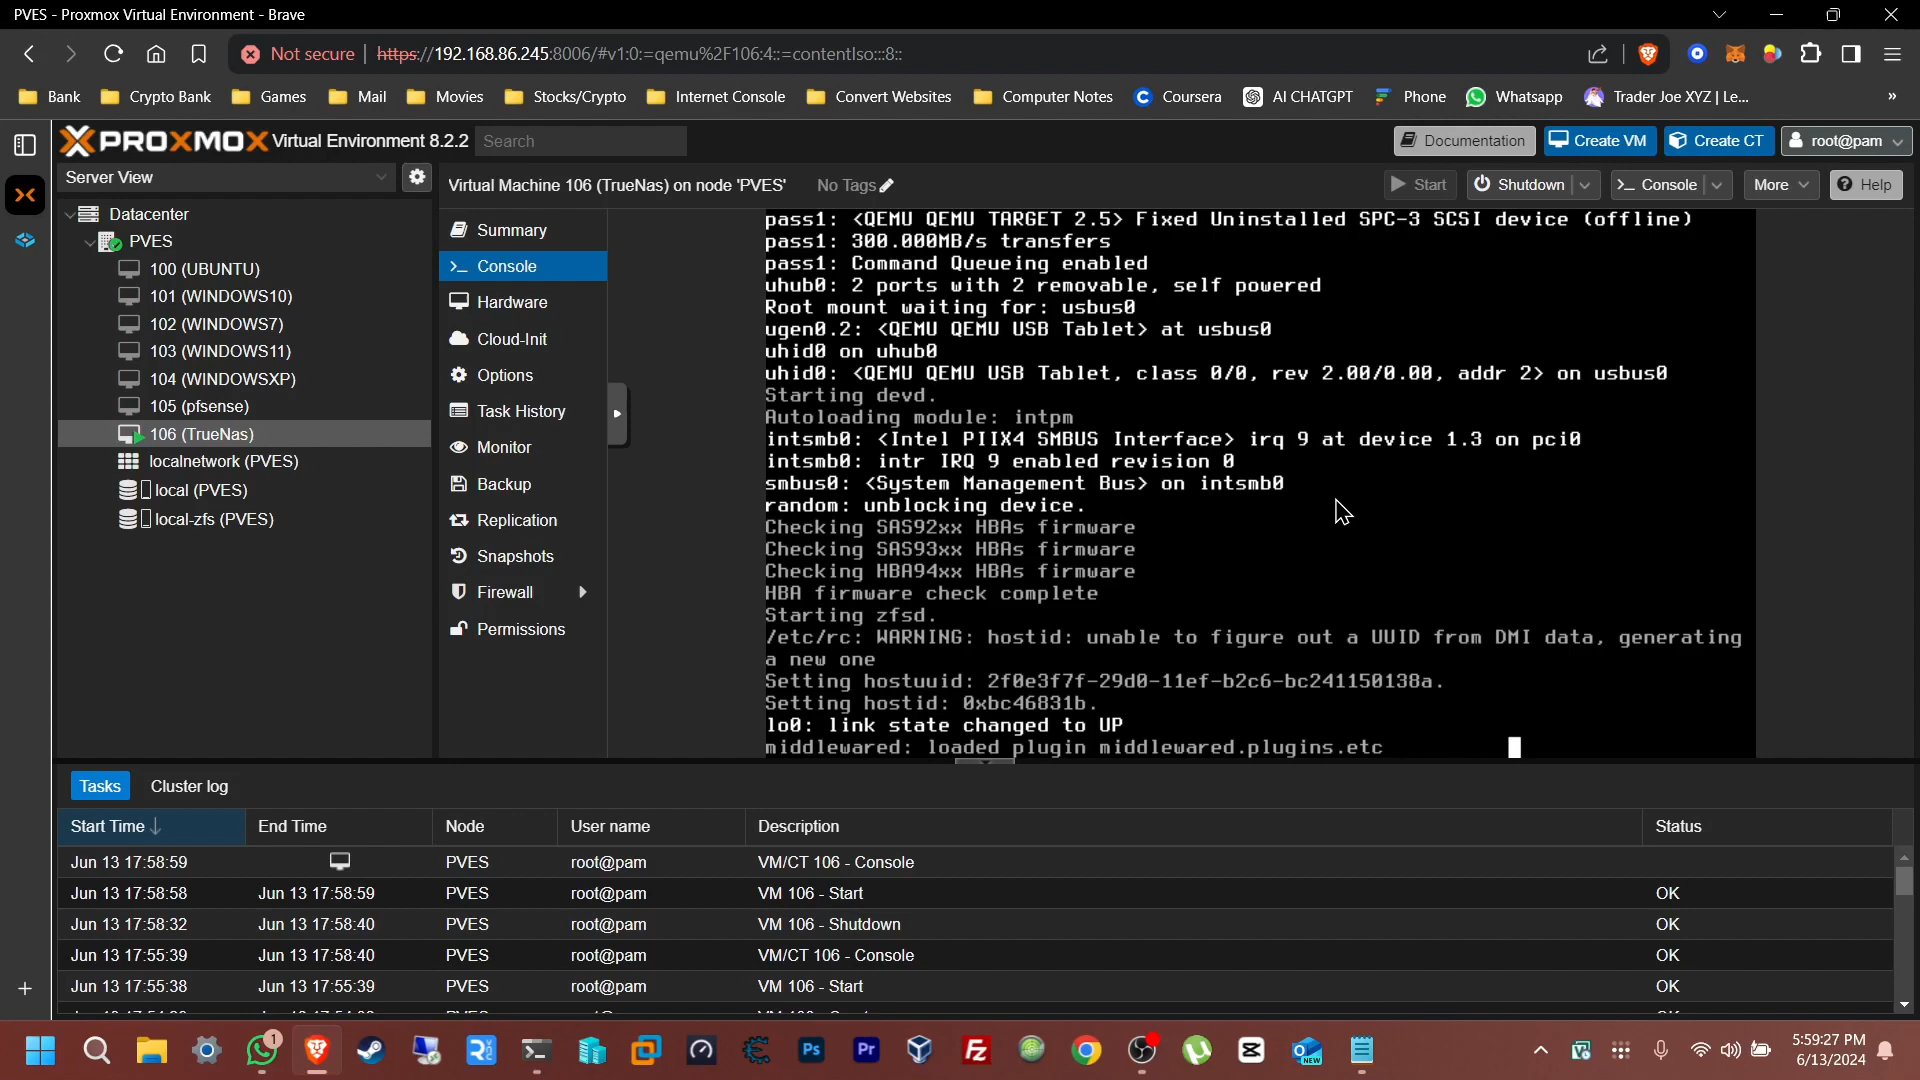 PVES - Proxmox Virtual Environment - Brave
Not secure | https://192.168.86.245:8006/#v1:0:=qemu%2F106:4::=contentIso:::8::
Bank Crypto Bank Games Mail Movies Stocks/Crypto Internet Console Convert Websites Computer Notes Coursera AI CHATGPT Phone Whatsapp Trader Joe XYZ | Le... »
PROXMOX Virtual Environment 8.2.2 Search Documentation Create VM Create CT root@pam
Server View
Virtual Machine 106 (TrueNas) on node 'PVES' No Tags Start Shutdown Console More Help
Datacenter
PVES
100 (UBUNTU)
101 (WINDOWS10)
102 (WINDOWS7)
103 (WINDOWS11)
104 (WINDOWSXP)
105 (pfsense)
106 (TrueNas)
localnetwork (PVES)
local (PVES)
local-zfs (PVES)
Summary
Console
Hardware
Cloud-Init
Options
Task History
Monitor
Backup
Replication
Snapshots
Firewall
Permissions
pass1: <QEMU QEMU TARGET 2.5> Fixed Uninstalled SPC-3 SCSI device (offline)
pass1: 300.000MB/s transfers
pass1: Command Queueing enabled
uhub0: 2 ports with 2 removable, self powered
Root mount waiting for: usbus0
ugen0.2: <QEMU QEMU USB Tablet> at usbus0
uhid0 on uhub0
uhid0: <QEMU QEMU USB Tablet, class 0/0, rev 2.00/0.00, addr 2> on usbus0
Starting devd.
Autoloading module: intpm
intsmb0: <Intel PIIX4 SMBUS Interface> irq 9 at device 1.3 on pci0
intsmb0: intr IRQ 9 enabled revision 0
smbus0: <System Management Bus> on intsmb0
random: unblocking device.
Checking SAS92xx HBAs firmware
Checking SAS93xx HBAs firmware
Checking HBA94xx HBAs firmware
HBA firmware check complete
Starting zfsd.
/etc/rc: WARNING: hostid: unable to figure out a UUID from DMI data, generating
a new one
Setting hostuuid: 2f0e3f7f-29d0-11ef-b2c6-bc241150138a.
Setting hostid: 0xbc46831b.
lo0: link state changed to UP
middlewared: loaded plugin middlewared.plugins.etc
Tasks Cluster log
Start Time End Time Node User name Description Status
Jun 13 17:58:59 PVES root@pam VM/CT 106 - Console
Jun 13 17:58:58 Jun 13 17:58:59 PVES root@pam VM 106 - Start OK
Jun 13 17:58:32 Jun 13 17:58:40 PVES root@pam VM 106 - Shutdown OK
Jun 13 17:55:39 Jun 13 17:58:40 PVES root@pam VM/CT 106 - Console OK
Jun 13 17:55:38 Jun 13 17:55:39 PVES root@pam VM 106 - Start OK
5:59:27 PM
6/13/2024